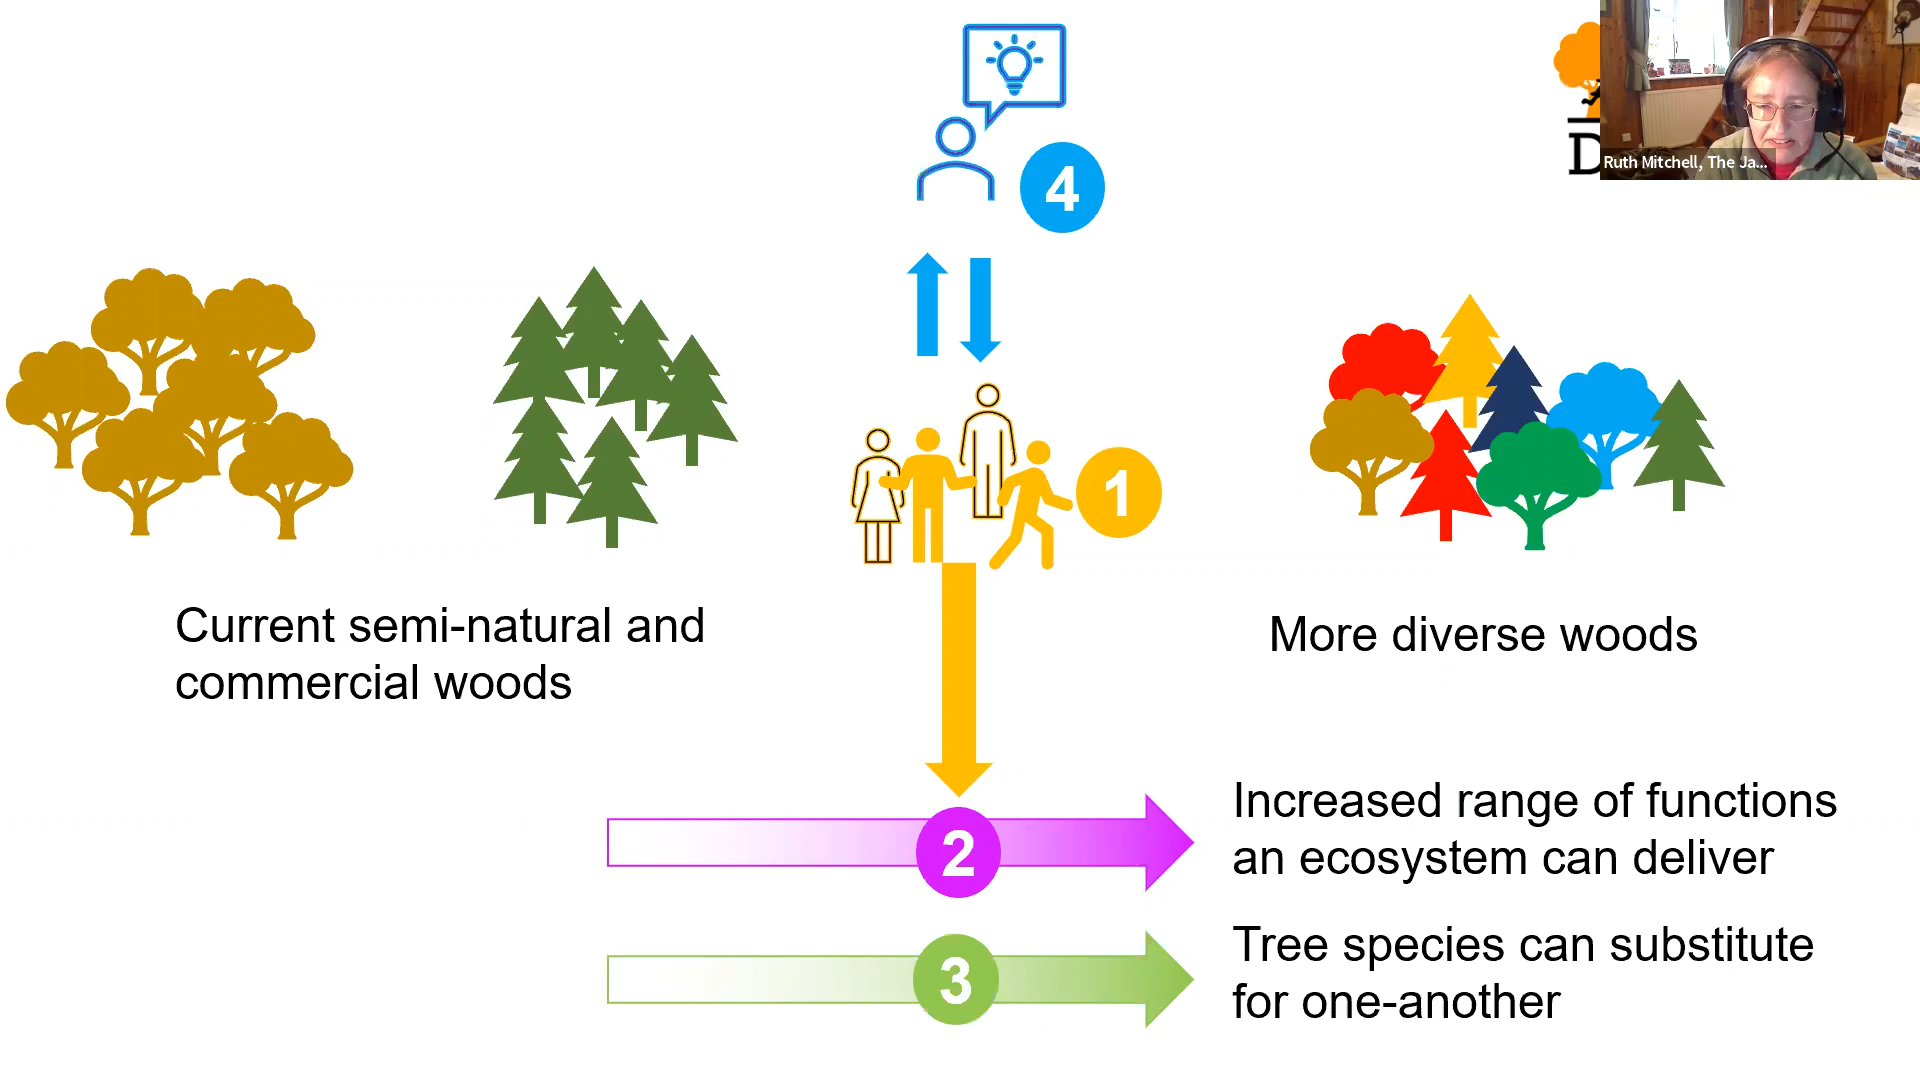 4
D
Ruth Mitchell, The Ja...
1
Current semi-natural and
commercial woods
More diverse woods
2
Increased range of functions
an ecosystem can deliver
3
Tree species can substitute
for one-another